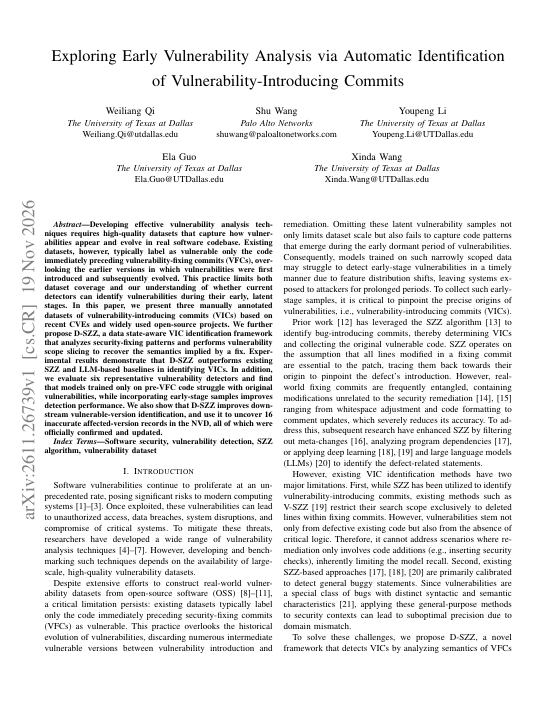 Exploring Early Vulnerability Analysis via Automatic Identification
of Vulnerability-Introducing Commits
Weiliang Qi
The University of Texas at Dallas
Weiliang.Qi@utdallas.edu
Shu Wang
Palo Alto Networks
shuwang@paloaltonetworks.com
Youpeng Li
The University of Texas at Dallas
Youpeng.Li@UTDallas.edu
Ela Guo
The University of Texas at Dallas
Ela.Guo@UTDallas.edu
Xinda Wang
The University of Texas at Dallas
Xinda.Wang@UTDallas.edu
arXiv:2611.26739v1 [cs.CR] 19 Nov 2026
Abstract—Developing effective vulnerability analysis tech-
niques requires high-quality datasets that capture how vulner-
abilities appear and evolve in real software codebase. Existing
datasets, however, typically label as vulnerable only the code
immediately preceding vulnerability-fixing commits (VFCs), over-
looking the earlier versions in which vulnerabilities were first
introduced and subsequently evolved. This practice limits both
dataset coverage and our understanding of whether current
detectors can identify vulnerabilities during their early, latent
stages. In this paper, we present three manually annotated
datasets of vulnerability-introducing commits (VICs) based on
recent CVEs and widely used open-source projects. We further
propose D-SZZ, a data state-aware VIC identification framework
that analyzes security-fixing patterns and performs vulnerability
scope slicing to recover the semantics implied by a fix. Exper-
imental results demonstrate that D-SZZ outperforms existing
SZZ and LLM-based baselines in identifying VICs. In addition,
we evaluate six representative vulnerability detectors and find
that models trained only on pre-VFC code struggle with original
vulnerabilities, while incorporating early-stage samples improves
detection performance. We also show that D-SZZ improves down-
stream vulnerable-version identification, and use it to uncover 16
inaccurate affected-version records in the NVD, all of which were
officially confirmed and updated.
Index Terms—Software security, vulnerability detection, SZZ
algorithm, vulnerability dataset
I. INTRODUCTION
Software vulnerabilities continue to proliferate at an un-
precedented rate, posing significant risks to modern computing
systems [1]–[3]. Once exploited, these vulnerabilities can lead
to unauthorized access, data breaches, system disruptions, and
compromise of critical systems. To mitigate these threats,
researchers have developed a wide range of vulnerability
analysis techniques [4]–[7]. However, developing and bench-
marking such techniques depends on the availability of large-
scale, high-quality vulnerability datasets.
Despite extensive efforts to construct real-world vulner-
ability datasets from open-source software (OSS) [8]–[11],
a critical limitation persists: existing datasets typically label
only the code immediately preceding security-fixing commits
(VFCs) as vulnerable. This practice overlooks the historical
evolution of vulnerabilities, discarding numerous intermediate
vulnerable versions between vulnerability introduction and
remediation. Omitting these latent vulnerability samples not
only limits dataset scale but also fails to capture code patterns
that emerge during the early dormant period of vulnerabilities.
Consequently, models trained on such narrowly scoped data
may struggle to detect early-stage vulnerabilities in a timely
manner due to feature distribution shifts, leaving systems ex-
posed to attackers for prolonged periods. To collect such early-
stage samples, it is critical to pinpoint the precise origins of
vulnerabilities, i.e., vulnerability-introducing commits (VICs).
Prior work [12] has leveraged the SZZ algorithm [13] to
identify bug-introducing commits, thereby determining VICs
and collecting the original vulnerable code. SZZ operates on
the assumption that all lines modified in a fixing commit
are essential to the patch, tracing them back towards their
origin to pinpoint the defect's introduction. However, real-
world fixing commits are frequently entangled, containing
modifications unrelated to the security remediation [14], [15]
ranging from whitespace adjustment and code formatting to
comment updates, which severely reduces its accuracy. To ad-
dress this, subsequent research have enhanced SZZ by filtering
out meta-changes [16], analyzing program dependencies [17],
or applying deep learning [18], [19] and large language models
(LLMs) [20] to identify the defect-related statements.
However, existing VIC identification methods have two
major limitations. First, while SZZ has been utilized to identify
vulnerability-introducing commits, existing methods such as
V-SZZ [19] restrict their search scope exclusively to deleted
lines within fixing commits. However, vulnerabilities stem not
only from defective existing code but also from the absence of
critical logic. Therefore, it cannot address scenarios where re-
mediation only involves code additions (e.g., inserting security
checks), inherently limiting the model recall. Second, existing
SZZ-based approaches [17], [18], [20] are primarily calibrated
to detect general buggy statements. Since vulnerabilities are
a special class of bugs with distinct syntactic and semantic
characteristics [21], applying these general-purpose methods
to security contexts can lead to suboptimal precision due to
domain mismatch.
To solve these challenges, we propose D-SZZ, a novel
framework that detects VICs by analyzing semantics of VFCs